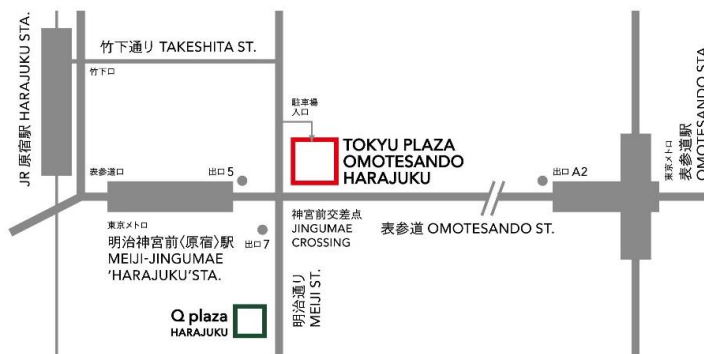 JR 原宿駅 HARAJUKU STA.
竹下通り TAKESHITA ST.
竹下口
駐車場
入口
TOKYU PLAZA
OMOTESANDO
HARAJUKU
表参道口
出口 5
出口 A2
東京メトロ
表参道駅
OMOTESANDO STA.
東京メトロ
明治神宮前〈原宿〉駅
MEIJI-JINGUMAE
'HARAJUKU'STA.
出口 7
神宮前交差点
JINGUMAE
CROSSING
表参道 OMOTESANDO ST.
明治通り
MEIJI ST.
Q plaza
HARAJUKU